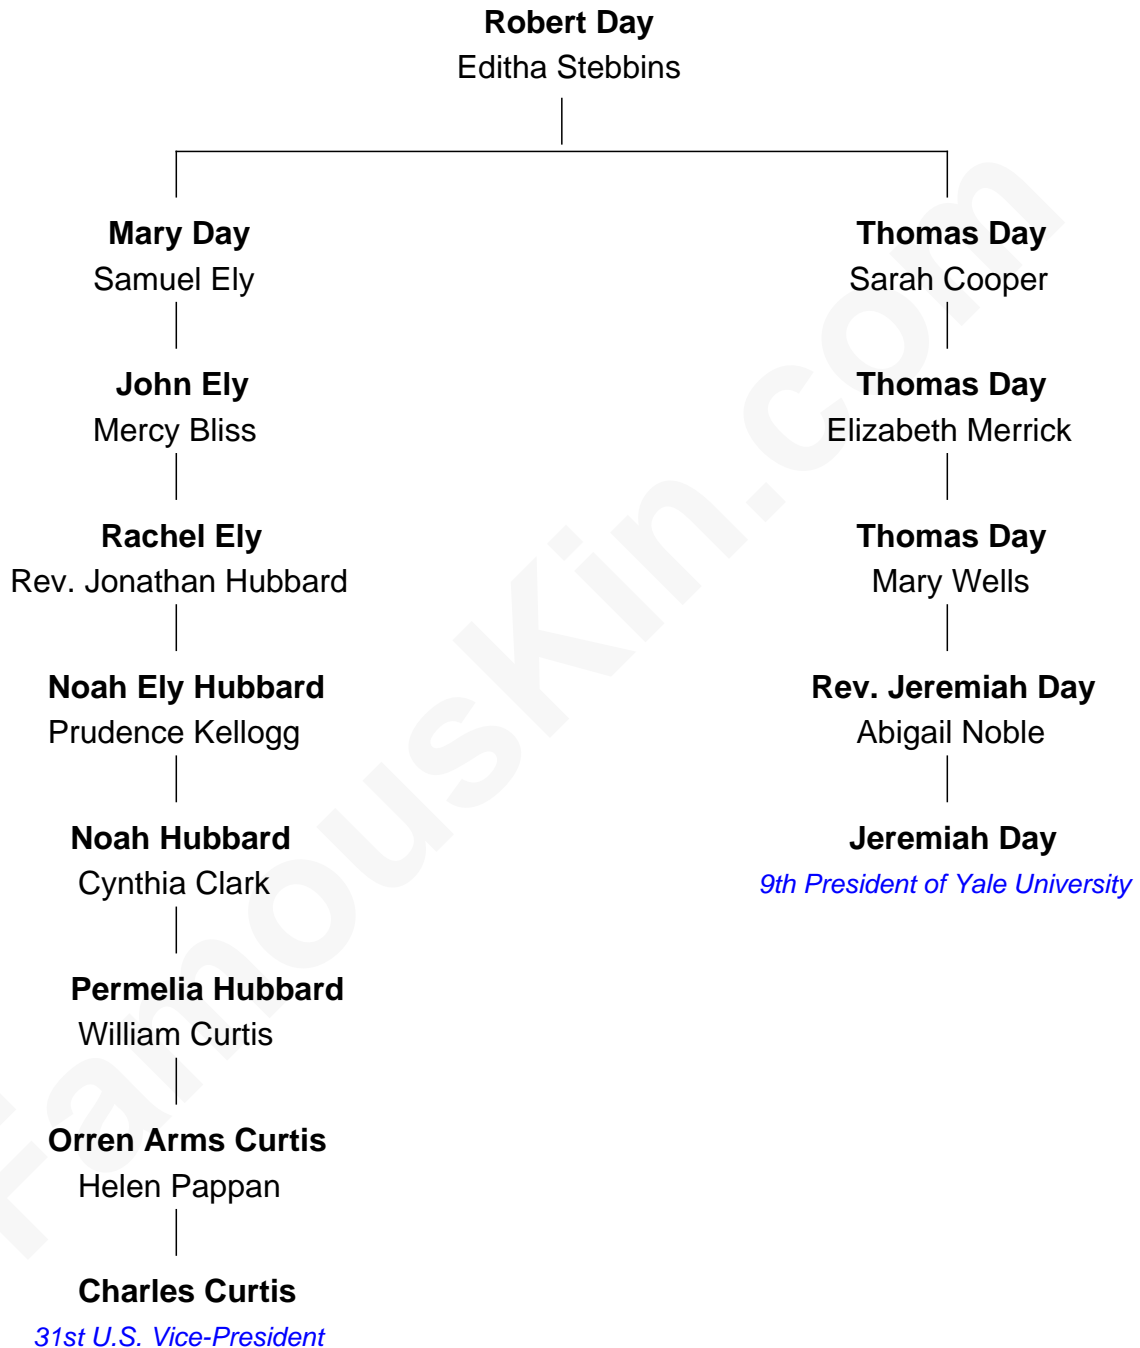 Robert Day
Editha Stebbins
Mary Day
Samuel Ely
Thomas Day
Sarah Cooper
John Ely
Mercy Bliss
Thomas Day
Elizabeth Merrick
Rachel Ely
Rev. Jonathan Hubbard
Thomas Day
Mary Wells
Noah Ely Hubbard
Prudence Kellogg
Rev. Jeremiah Day
Abigail Noble
Noah Hubbard
Cynthia Clark
Jeremiah Day
9th President of Yale University
Permelia Hubbard
William Curtis
Orren Arms Curtis
Helen Pappan
Charles Curtis
31st U.S. Vice-President
FamousKin.com